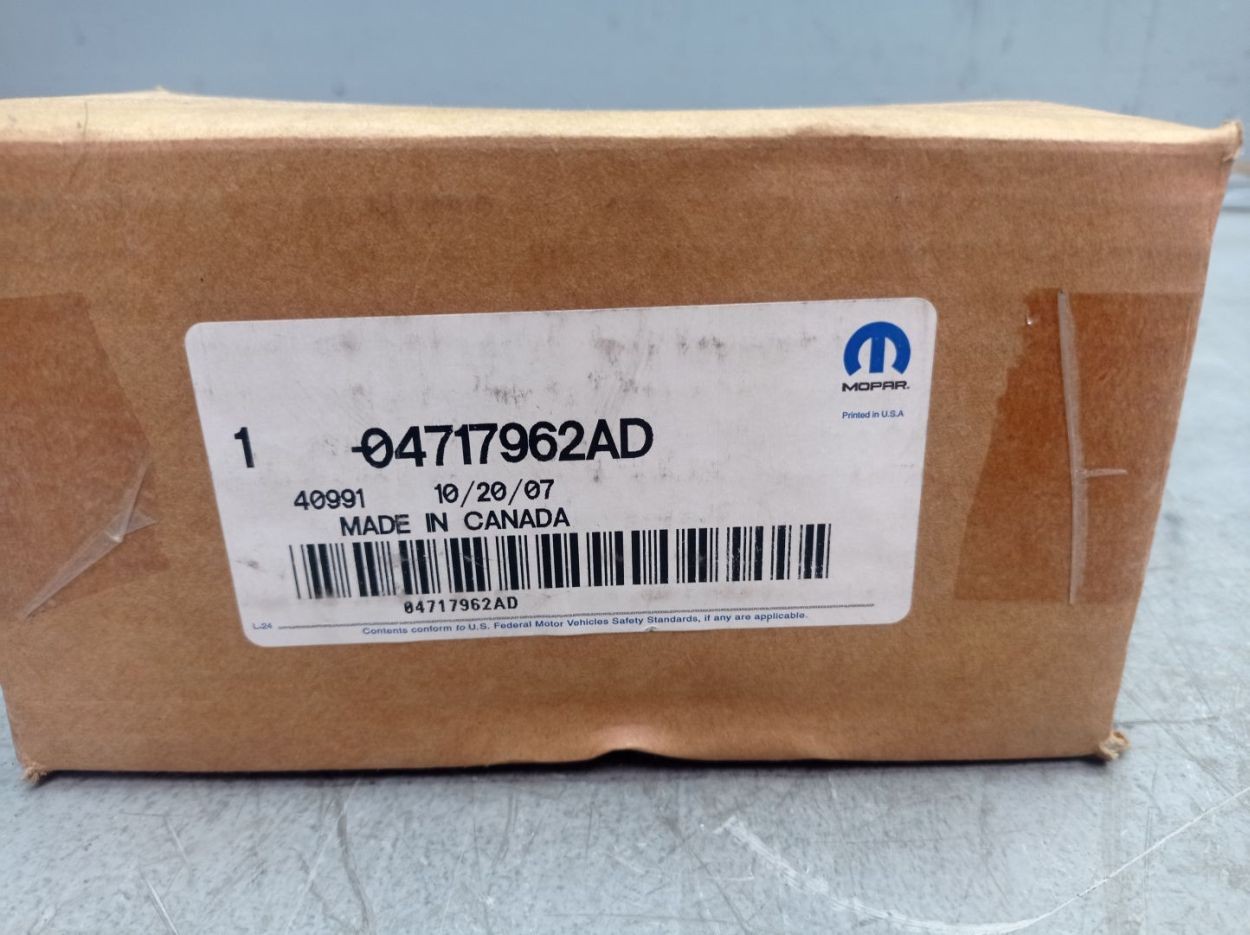 MOPAR.
Printed in U.S.A
1 04717962AD
40991 10/20/07
MADE IN CANADA
04717962AD
L-24
Contents conform to U.S. Federal Motor Vehicles Safety Standards, if any are applicable.